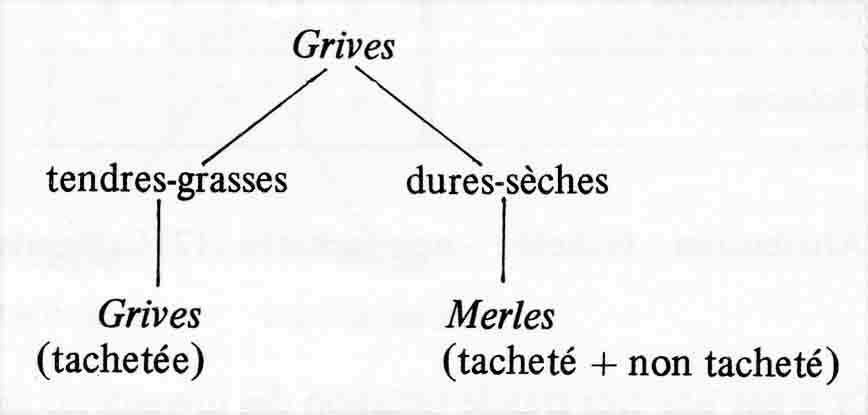 Grives
tendres-grasses dures-sèches
Grives Merles
(tachetée) (tacheté + non tacheté)